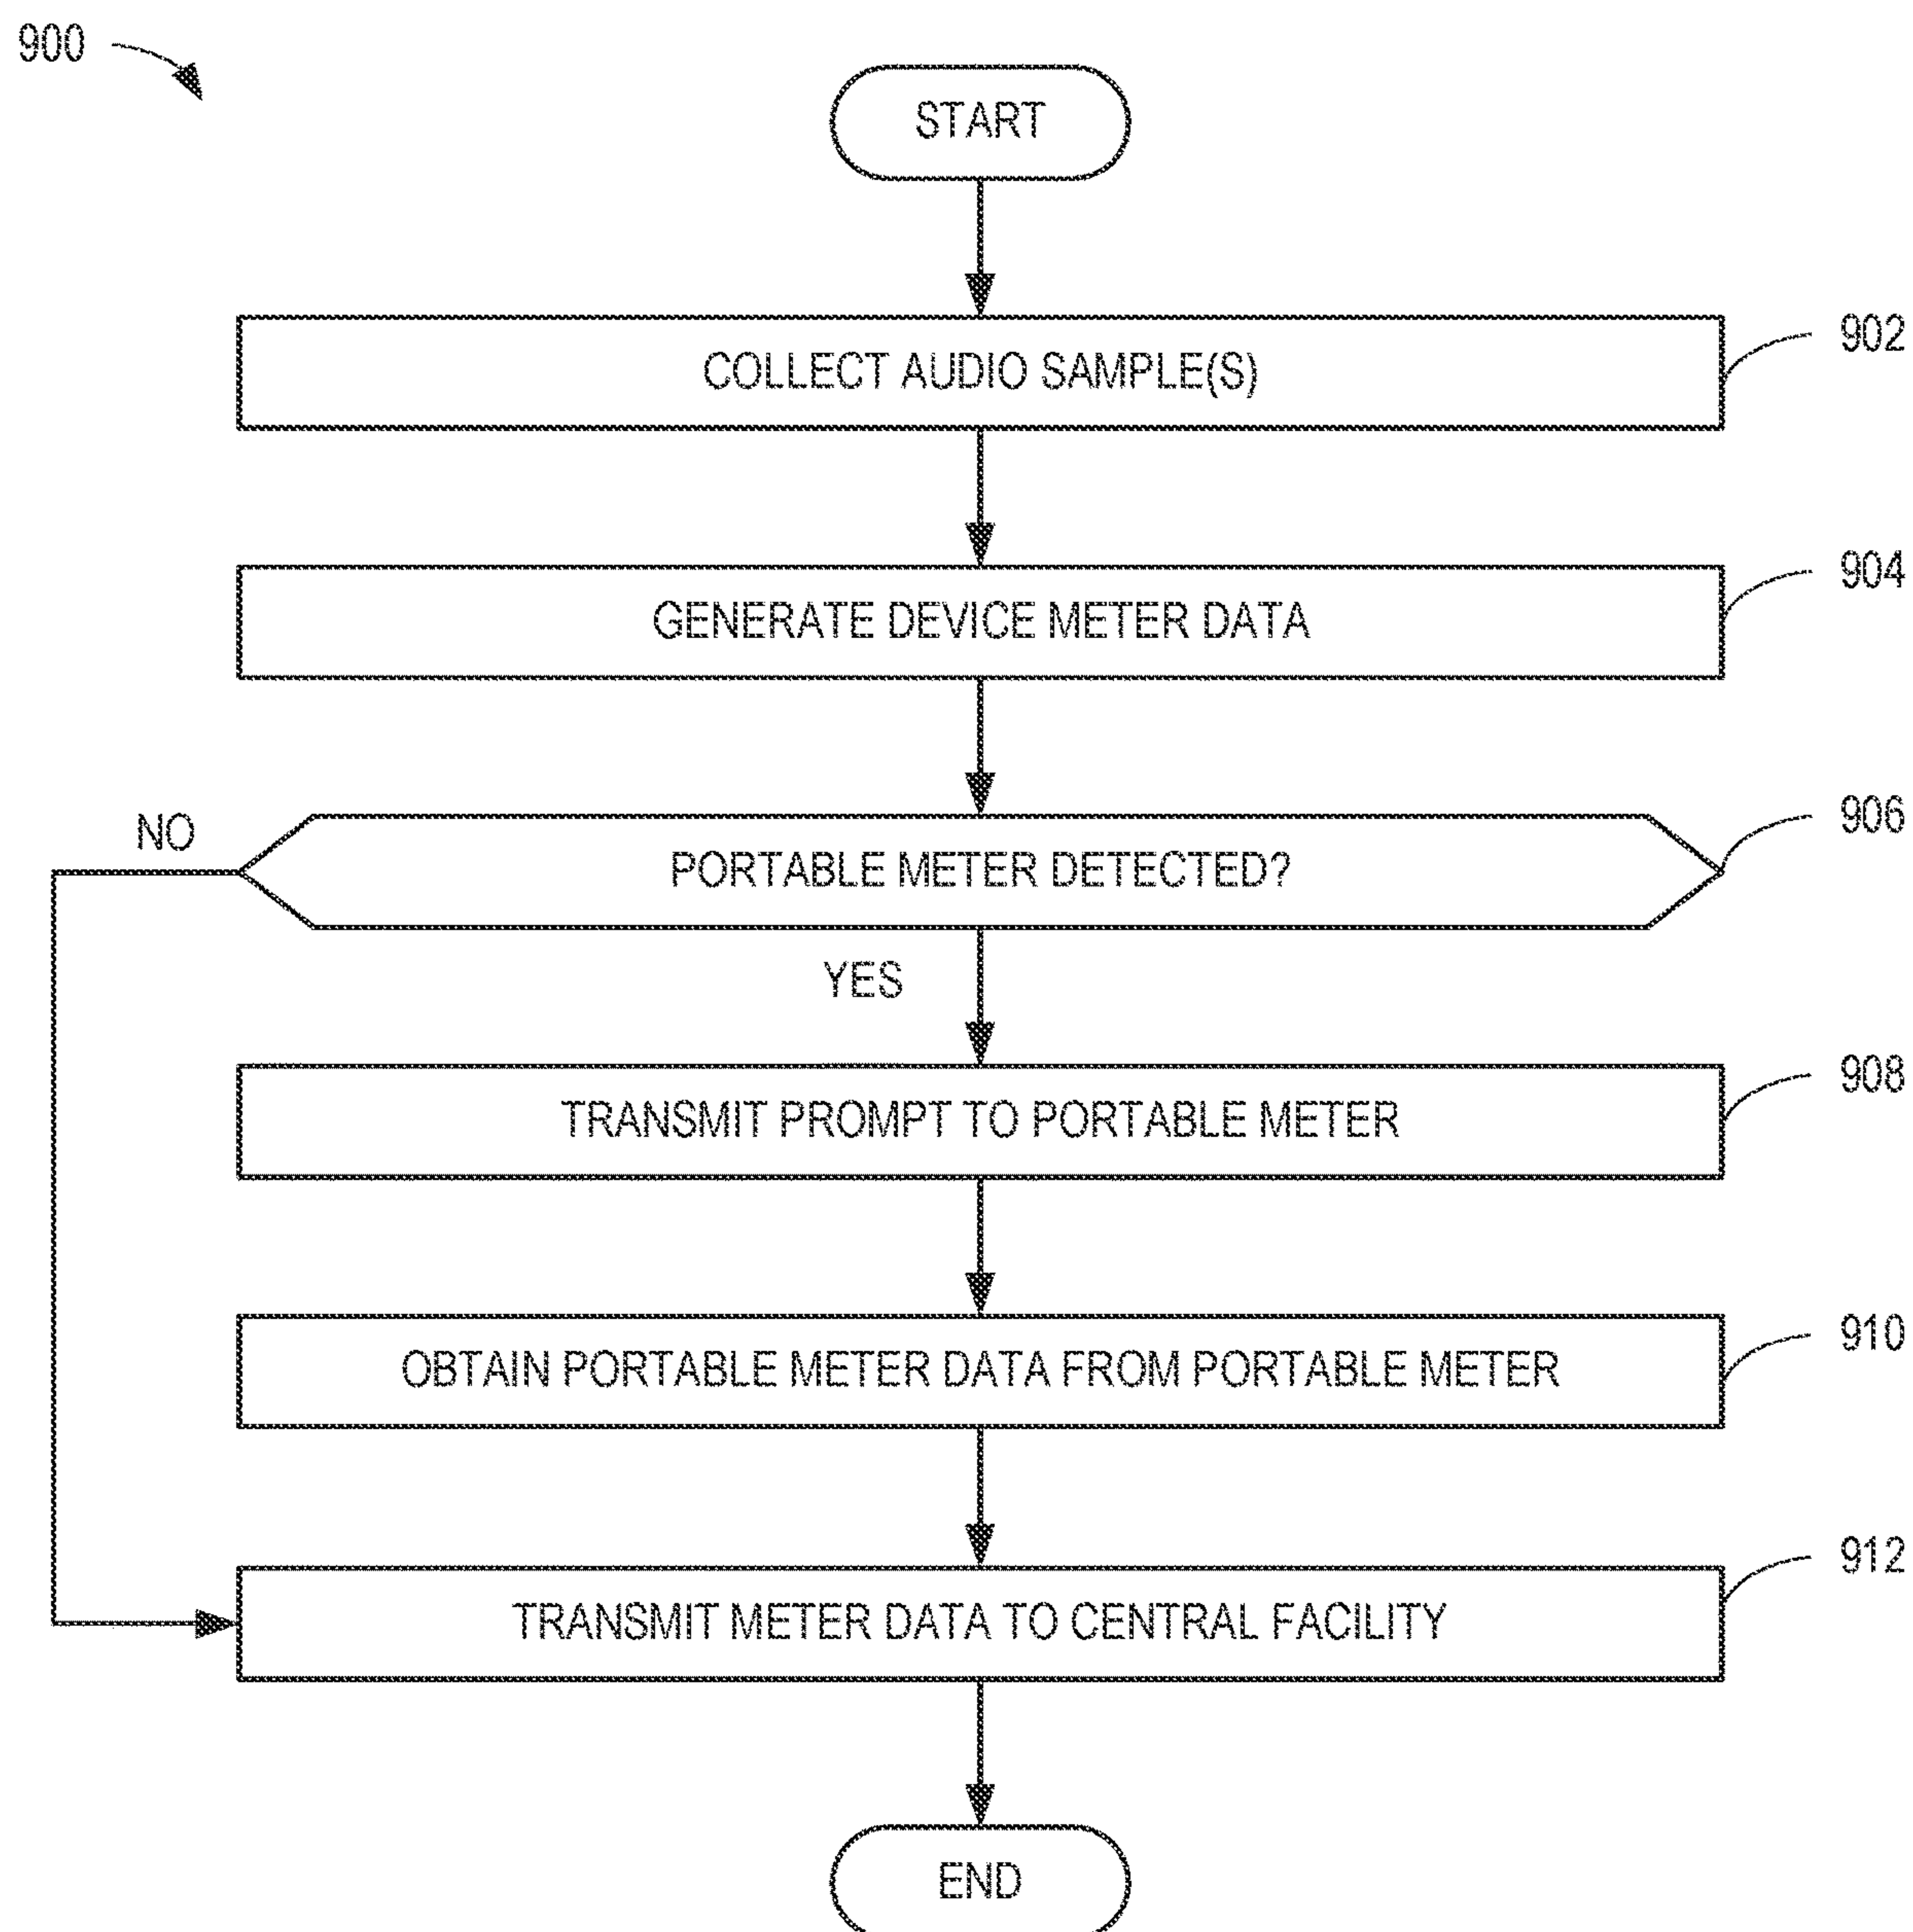 900
START
COLLECT AUDIO SAMPLE(S)
902
GENERATE DEVICE METER DATA
904
NO
PORTABLE METER DETECTED?
906
YES
TRANSMIT PROMPT TO PORTABLE METER
908
OBTAIN PORTABLE METER DATA FROM PORTABLE METER
910
TRANSMIT METER DATA TO CENTRAL FACILITY
912
END